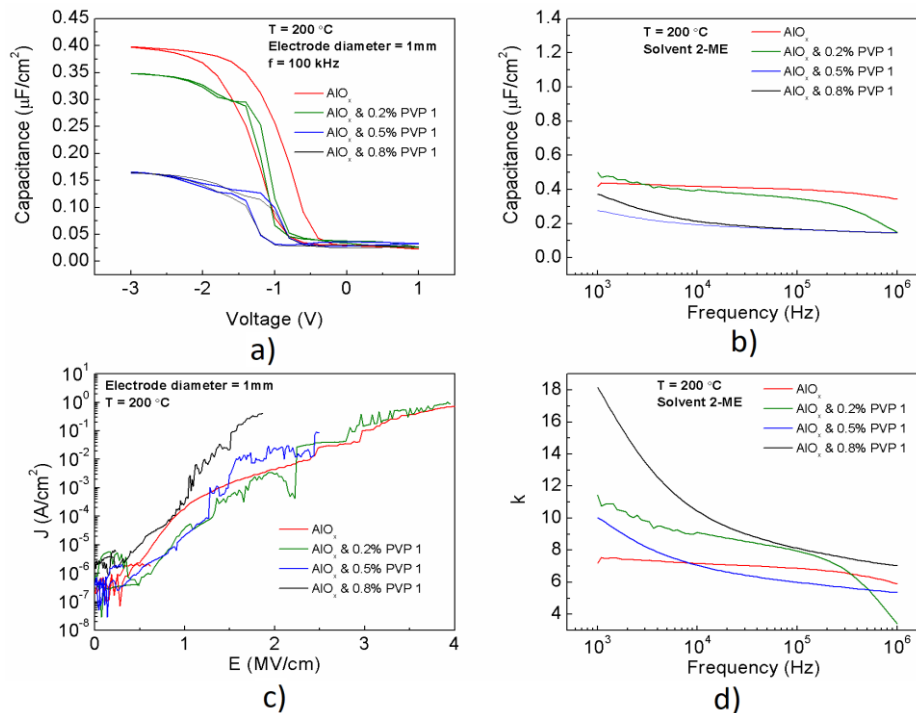 T = 200 °C
Electrode diameter = 1mm
f = 100 kHz
AlOₓ
AlOₓ & 0.2% PVP 1
AlOₓ & 0.5% PVP 1
AlOₓ & 0.8% PVP 1
Capacitance (μF/cm²)
0.50
0.45
0.40
0.35
0.30
0.25
0.20
0.15
0.10
0.05
0.00
-3 -2 -1 0 1
Voltage (V)
a)
T = 200 °C
Solvent 2-ME
AlOₓ
AlOₓ & 0.2% PVP 1
AlOₓ & 0.5% PVP 1
AlOₓ & 0.8% PVP 1
Capacitance (μF/cm²)
1.4
1.2
1.0
0.8
0.6
0.4
0.2
0.0
10³ 10⁴ 10⁵ 10⁶
Frequency (Hz)
b)
Electrode diameter = 1mm
T = 200 °C
AlOₓ
AlOₓ & 0.2% PVP 1
AlOₓ & 0.5% PVP 1
AlOₓ & 0.8% PVP 1
J (A/cm²)
10¹
10⁰
10⁻¹
10⁻²
10⁻³
10⁻⁴
10⁻⁵
10⁻⁶
10⁻⁷
10⁻⁸
0 1 2 3 4
E (MV/cm)
c)
T = 200 °C
Solvent 2-ME
AlOₓ
AlOₓ & 0.2% PVP 1
AlOₓ & 0.5% PVP 1
AlOₓ & 0.8% PVP 1
k
18
16
14
12
10
8
6
4
10³ 10⁴ 10⁵ 10⁶
Frequency (Hz)
d)